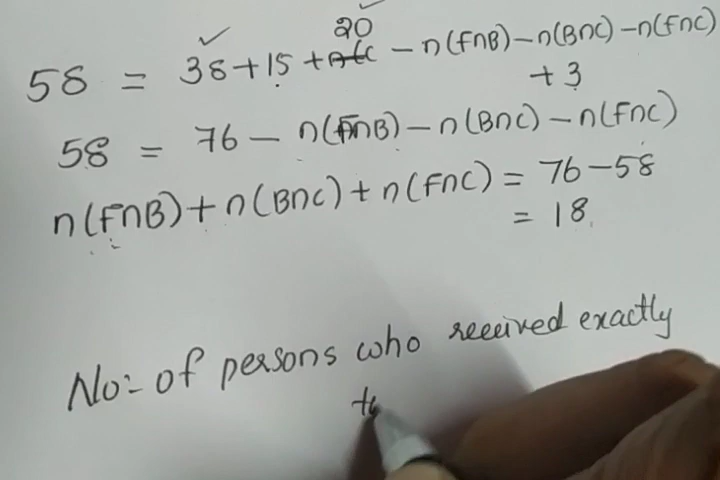 20
58 = 38 + 15 + - n(F∩B) - n(B∩C) - n(F∩C)
+ 3
58 = 76 - n(F∩B) - n(B∩C) - n(F∩C)
n(F∩B) + n(B∩C) + n(F∩C) = 76 - 58
= 18
No:- of persons who received exactly